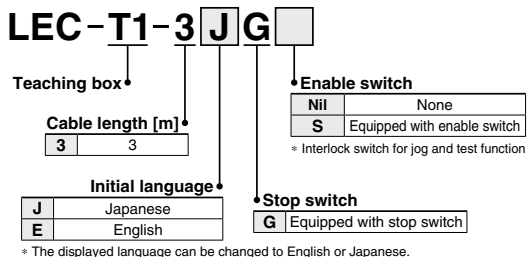 LEC-T1-3JG
Teaching box
Enable switch
Nil None
S Equipped with enable switch
* Interlock switch for jog and test function
Cable length [m]
3 3
Initial language
J Japanese
E English
* The displayed language can be changed to English or Japanese.
Stop switch
G Equipped with stop switch